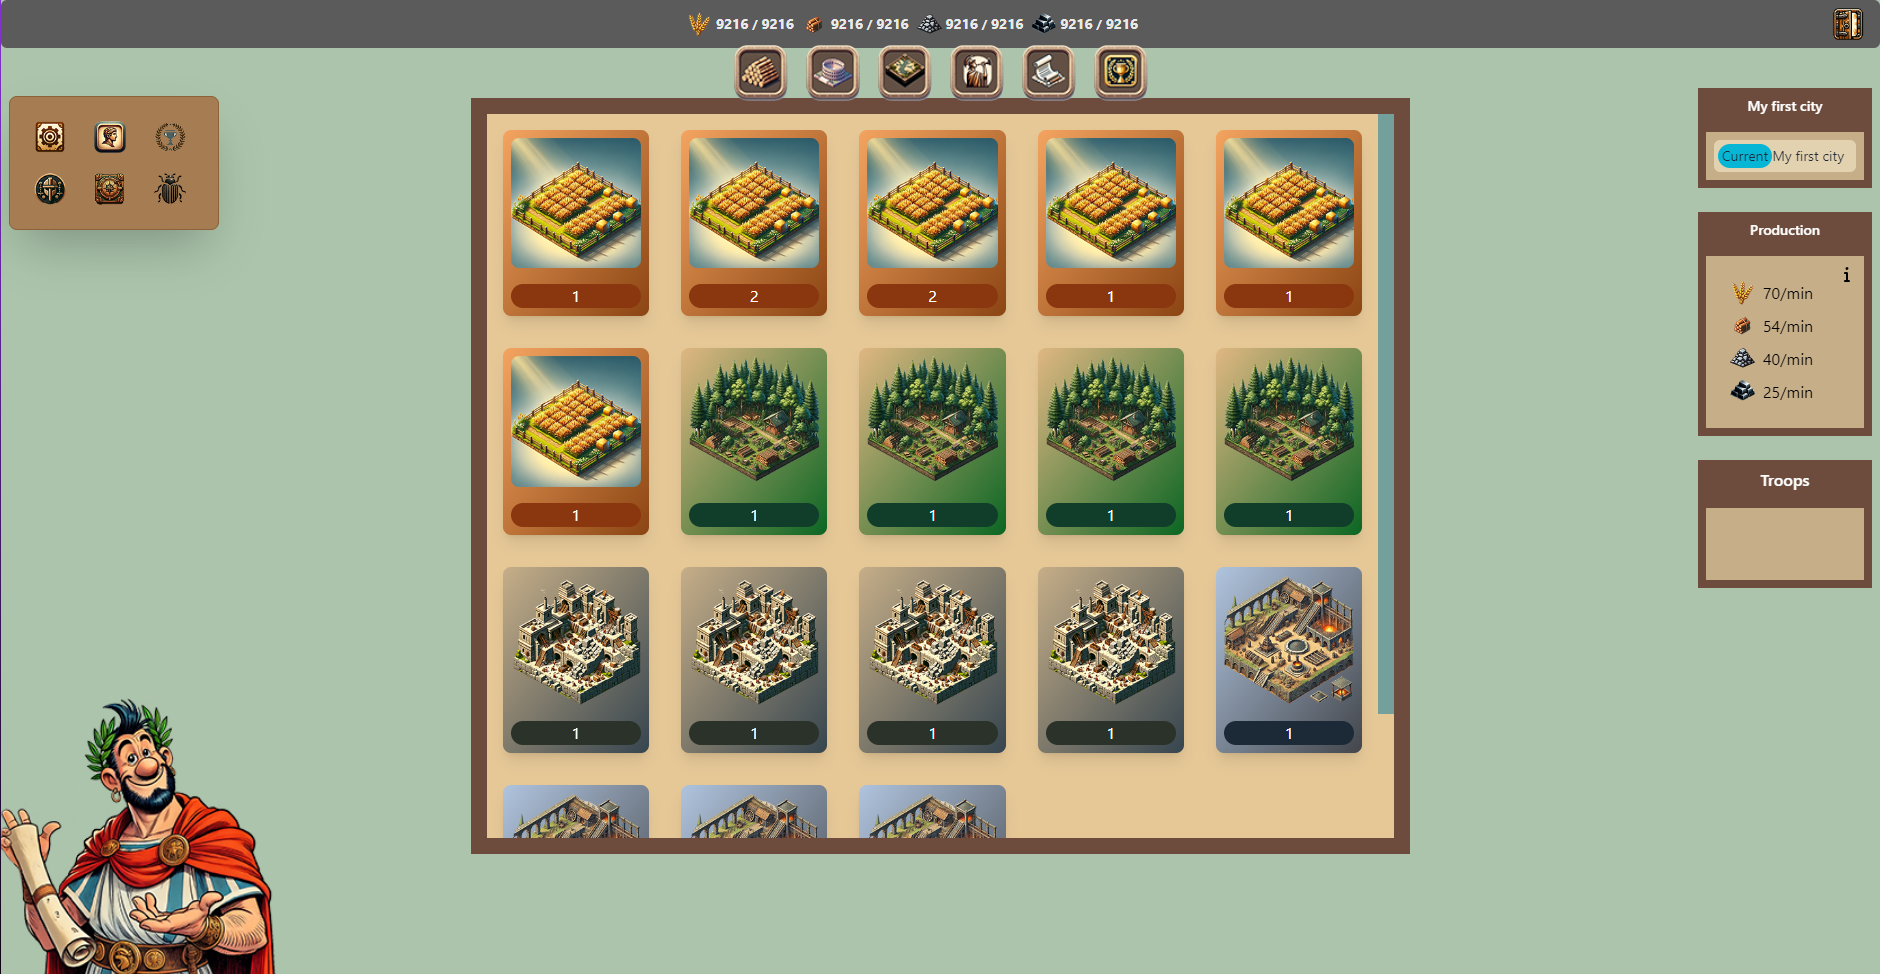 9216 / 9216 9216 / 9216 9216 / 9216 9216 / 9216
My first city
Current My first city
Production
i
70/min
54/min
40/min
25/min
Troops
1 2 2 1 1
1 1 1 1 1
1 1 1 1 1